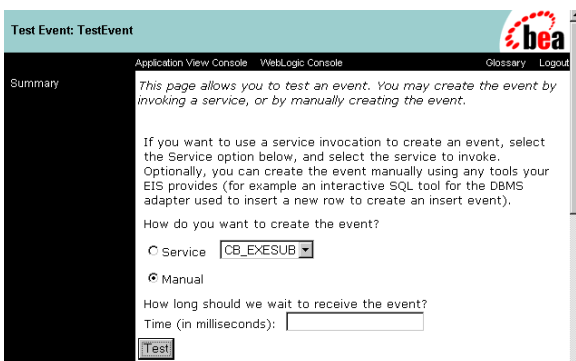 Test Event: TestEvent
bea
Application View Console WebLogic Console Glossary Logout
Summary
This page allows you to test an event. You may create the event by
invoking a service, or by manually creating the event.
If you want to use a service invocation to create an event, select
the Service option below, and select the service to invoke.
Optionally, you can create the event manually using any tools your
EIS provides (for example an interactive SQL tool for the DBMS
adapter used to insert a new row to create an insert event).
How do you want to create the event?
Service CB_EXESUB
Manual
How long should we wait to receive the event?
Time (in milliseconds):
Test